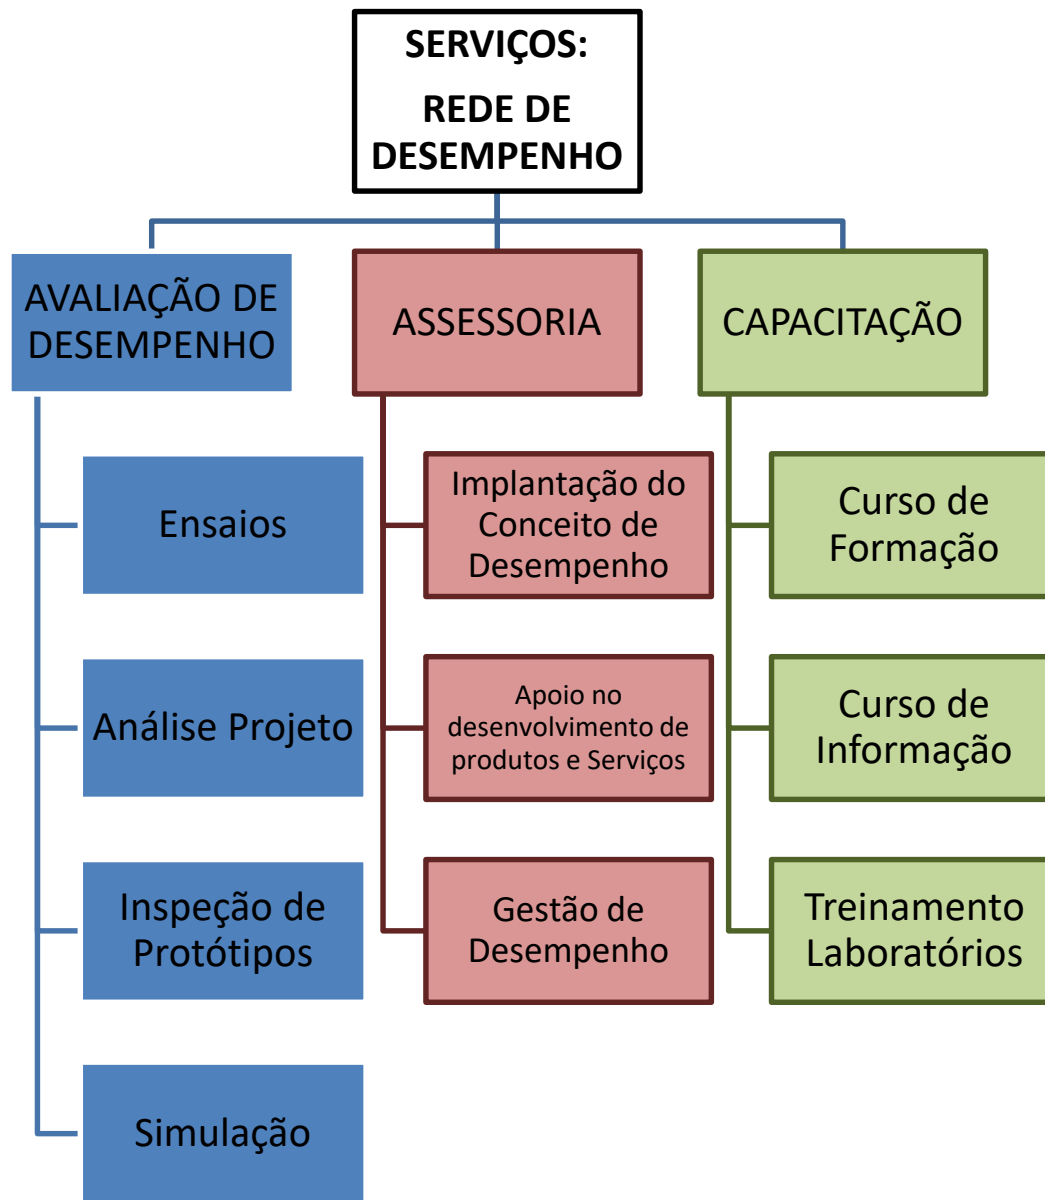 SERVIÇOS:
REDE DE
DESEMPENHO
AVALIAÇÃO DE
DESEMPENHO
Ensaios
Análise Projeto
Inspeção de
Protótipos
Simulação
ASSESSORIA
Implantação do
Conceito de
Desempenho
Apoio no
desenvolvimento de
produtos e Serviços
Gestão de
Desempenho
CAPACITAÇÃO
Curso de
Formação
Curso de
Informação
Treinamento
Laboratórios